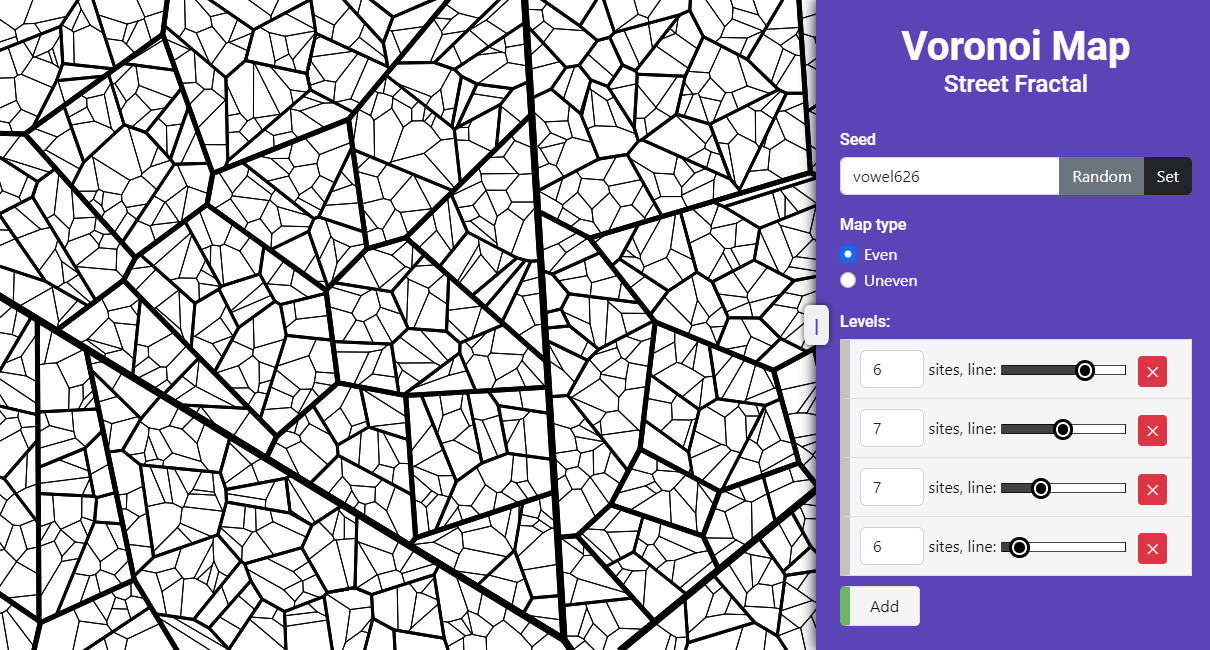 Voronoi Map
Street Fractal
Seed
vowel626 Random Set
Map type
Even
Uneven
Levels:
6 sites, line:
7 sites, line:
7 sites, line:
6 sites, line:
Add